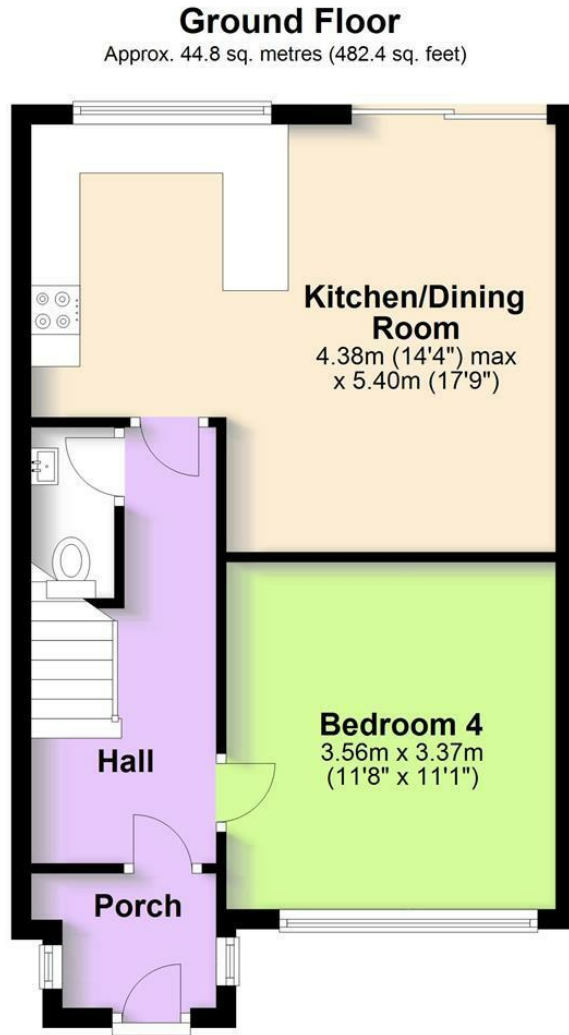 Ground Floor
Approx. 44.8 sq. metres (482.4 sq. feet)
Kitchen/Dining
Room
4.38m (14'4") max
x 5.40m (17'9")
Bedroom 4
3.56m x 3.37m
(11'8" x 11'1")
Hall
Porch